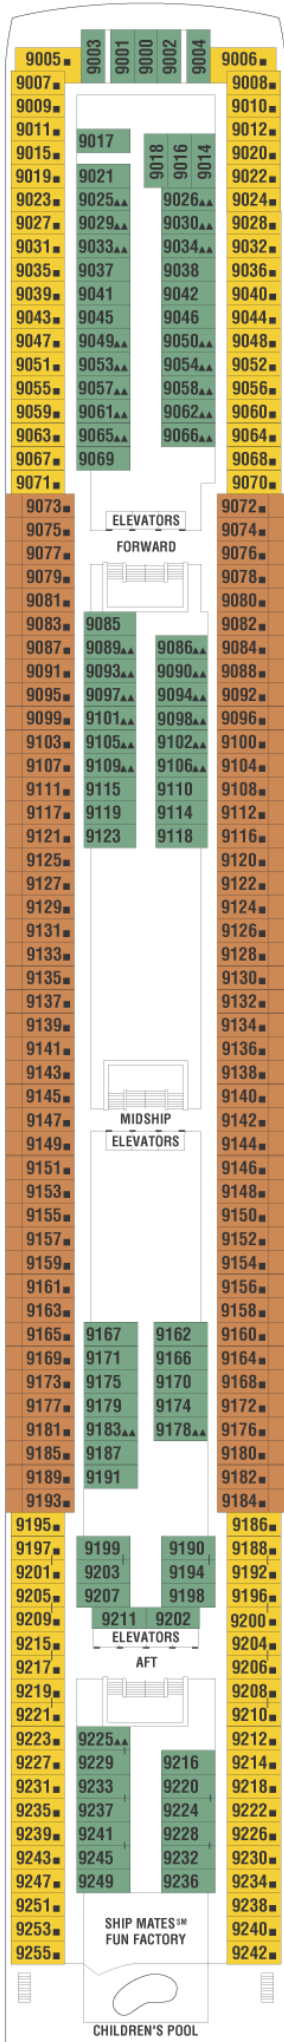 9003 9001 9000 9002 9004
9005■ 9006■
9007■ 9008■
9009■ 9010■
9011■ 9017 9012■
9015■ 9018 9016 9014 9020■
9019■ 9021 9022■
9023■ 9025▲▲ 9026▲▲ 9024■
9027■ 9029▲▲ 9030▲▲ 9028■
9031■ 9033▲▲ 9034▲▲ 9032■
9035■ 9037 9038 9036■
9039■ 9041 9042 9040■
9043■ 9045 9046 9044■
9047■ 9049▲▲ 9050▲▲ 9048■
9051■ 9053▲▲ 9054▲▲ 9052■
9055■ 9057▲▲ 9058▲▲ 9056■
9059■ 9061▲▲ 9062▲▲ 9060■
9063■ 9065▲▲ 9066▲▲ 9064■
9067■ 9069 9068■
9071■ 9070■
9073■ 9072■
ELEVATORS
9075■ 9074■
9077■ FORWARD 9076■
9079■ 9078■
9081■ 9080■
9083■ 9085 9082■
9087■ 9089▲▲ 9086▲▲ 9084■
9091■ 9093▲▲ 9090▲▲ 9088■
9095■ 9097▲▲ 9094▲▲ 9092■
9099■ 9101▲▲ 9098▲▲ 9096■
9103■ 9105▲▲ 9102▲▲ 9100■
9107■ 9109▲▲ 9106▲▲ 9104■
9111■ 9115 9110 9108■
9117■ 9119 9114 9112■
9121■ 9123 9118 9116■
9125■ 9120■
9127■ 9122■
9129■ 9124■
9131■ 9126■
9133■ 9128■
9135■ 9130■
9137■ 9132■
9139■ 9134■
9141■ 9136■
9143■ 9138■
9145■ 9140■
9147■ MIDSHIP 9142■
9149■ ELEVATORS 9144■
9151■ 9146■
9153■ 9148■
9155■ 9150■
9157■ 9152■
9159■ 9154■
9161■ 9156■
9163■ 9158■
9165■ 9167 9162 9160■
9169■ 9171 9166 9164■
9173■ 9175 9170 9168■
9177■ 9179 9174 9172■
9181■ 9183▲▲ 9178▲▲ 9176■
9185■ 9187 9180■
9189■ 9191 9182■
9193■ 9184■
9195■ 9186■
9197■ 9199 9190 9188■
9201■ 9203 9194 9192■
9205■ 9207 9198 9196■
9209■ 9211 9202 9200■
ELEVATORS
9215■ 9204■
9217■ AFT 9206■
9219■ 9208■
9221■ 9210■
9223■ 9225▲▲ 9212■
9227■ 9229 9216 9214■
9231■ 9233 9220 9218■
9235■ 9237 9224 9222■
9239■ 9241 9228 9226■
9243■ 9245 9232 9230■
9247■ 9249 9236 9234■
9251■ 9238■
9253■ SHIP MATES℠ 9240■
FUN FACTORY
9255■ 9242■
CHILDREN'S POOL